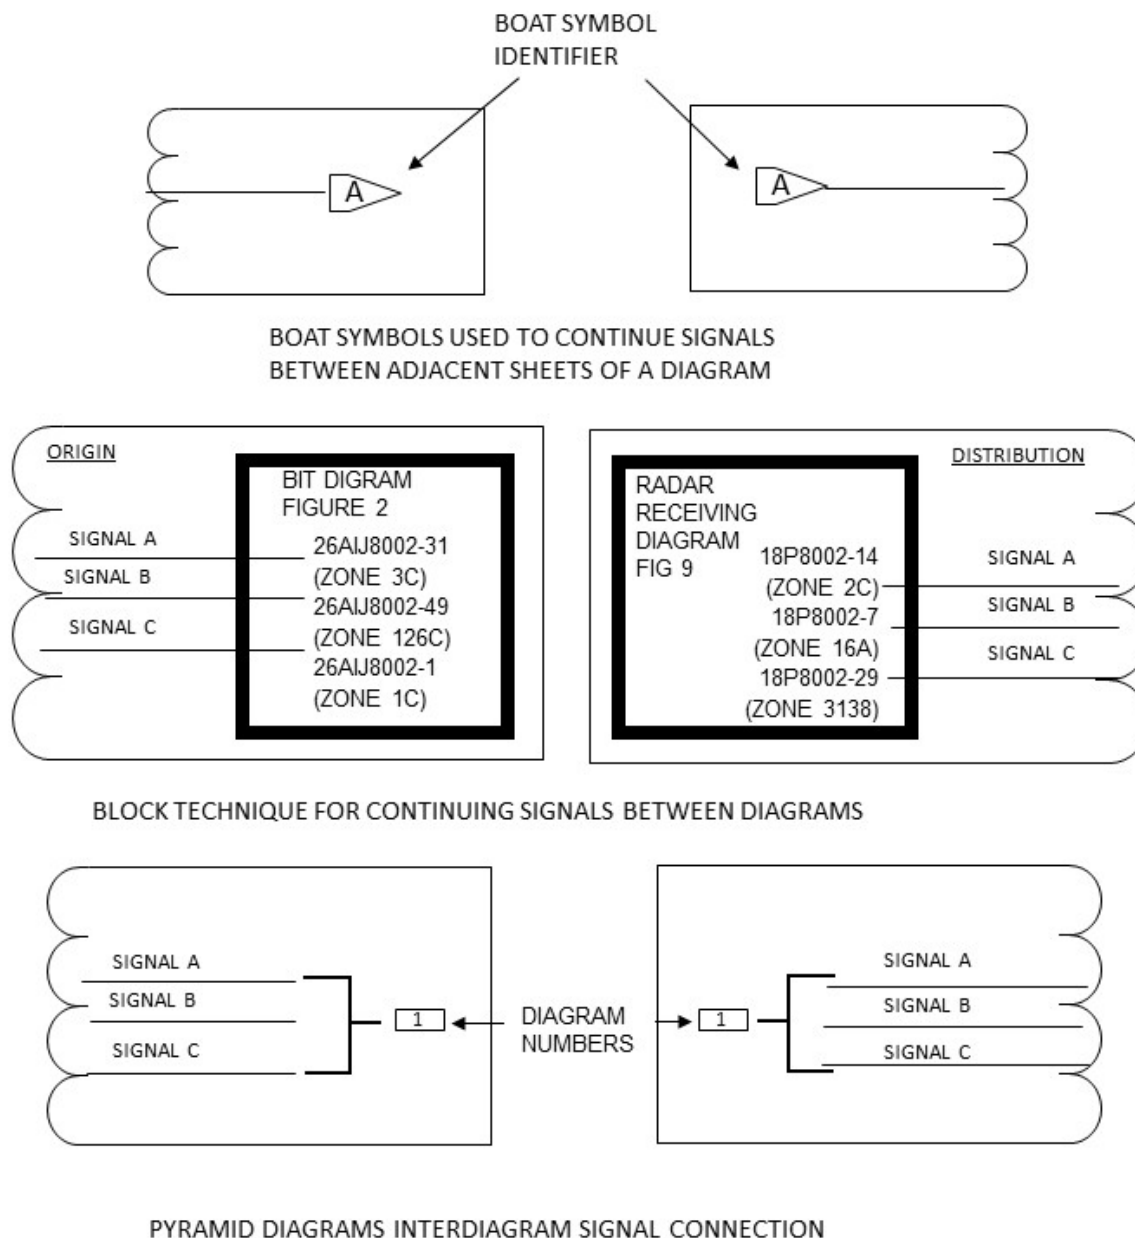 BOAT SYMBOL
IDENTIFIER
A
A
BOAT SYMBOLS USED TO CONTINUE SIGNALS
BETWEEN ADJACENT SHEETS OF A DIAGRAM
ORIGIN
SIGNAL A
SIGNAL B
SIGNAL C
BIT DIGRAM
FIGURE 2
26AIJ8002-31
(ZONE 3C)
26AIJ8002-49
(ZONE 126C)
26AIJ8002-1
(ZONE 1C)
RADAR
RECEIVING
DIAGRAM
FIG 9
18P8002-14
(ZONE 2C)
18P8002-7
(ZONE 16A)
18P8002-29
(ZONE 3138)
DISTRIBUTION
SIGNAL A
SIGNAL B
SIGNAL C
BLOCK TECHNIQUE FOR CONTINUING SIGNALS BETWEEN DIAGRAMS
SIGNAL A
SIGNAL B
SIGNAL C
1
DIAGRAM
NUMBERS
1
SIGNAL A
SIGNAL B
SIGNAL C
PYRAMID DIAGRAMS INTERDIAGRAM SIGNAL CONNECTION